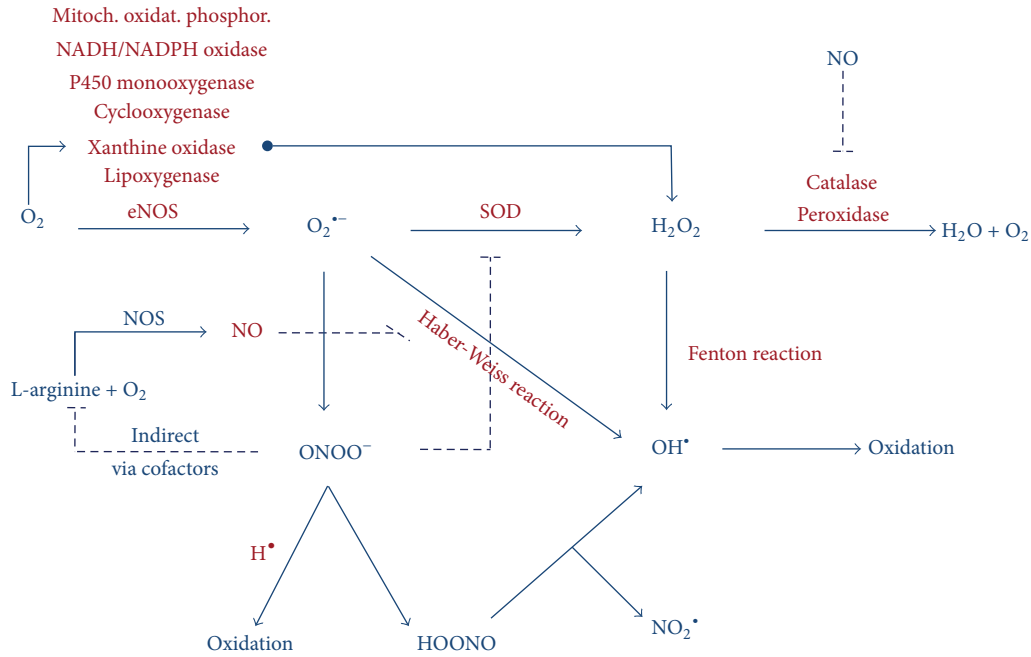 Mitoch. oxidat. phosphor.
NADH/NADPH oxidase
P450 monooxygenase
Cyclooxygenase
Xanthine oxidase
Lipoxygenase
NO
Catalase
Peroxidase
O₂
eNOS
O₂•⁻
SOD
H₂O₂
H₂O + O₂
NOS
NO
Haber-Weiss reaction
Fenton reaction
L-arginine + O₂
Indirect
via cofactors
ONOO⁻
OH•
Oxidation
H•
Oxidation
HOONO
NO₂•